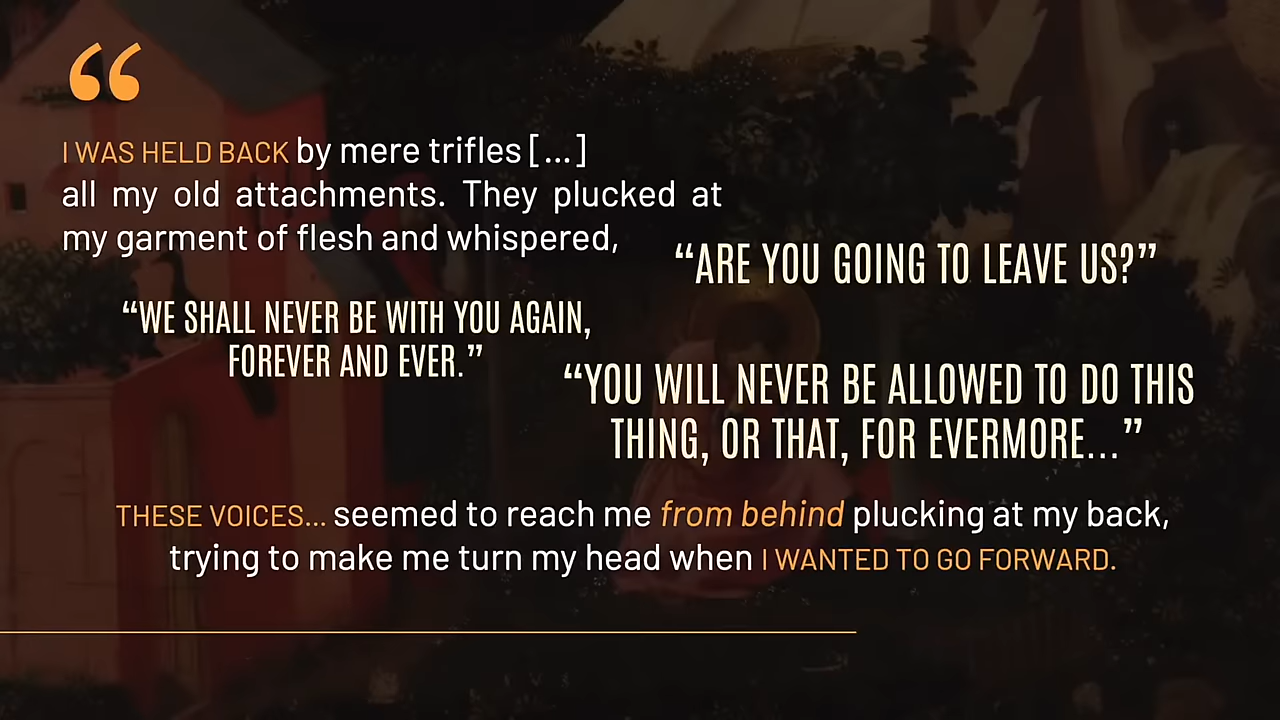 “
I WAS HELD BACK by mere trifles [...]
all my old attachments. They plucked at
my garment of flesh and whispered,
“ARE YOU GOING TO LEAVE US?”
“WE SHALL NEVER BE WITH YOU AGAIN,
FOREVER AND EVER.”
“YOU WILL NEVER BE ALLOWED TO DO THIS
THING, OR THAT, FOR EVERMORE...”
THESE VOICES... seemed to reach me from behind plucking at my back,
trying to make me turn my head when I WANTED TO GO FORWARD.